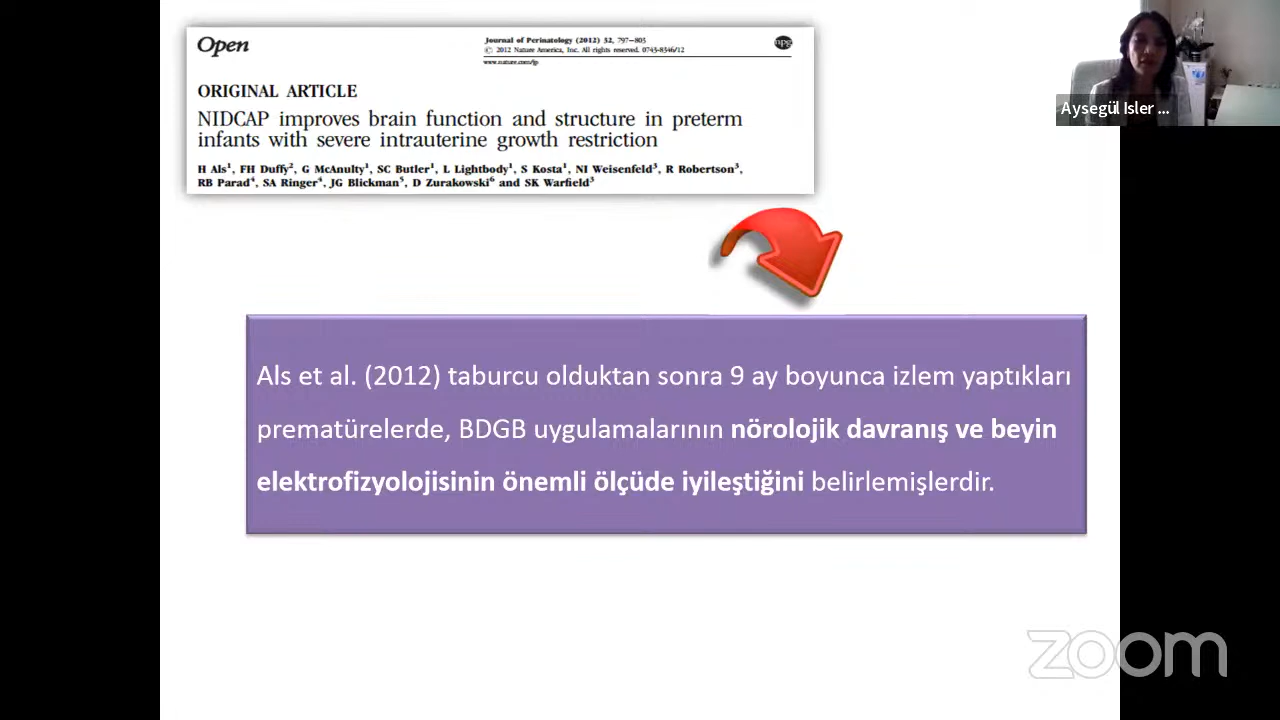 Open
Journal of Perinatology (2012) 32, 797–805
© 2012 Nature America, Inc. All rights reserved. 0743-8346/12
npg
www.nature.com/jp
ORIGINAL ARTICLE
NIDCAP improves brain function and structure in preterm
infants with severe intrauterine growth restriction
H Als1, FH Duffy2, G McAnulty1, SC Butler1, L Lightbody1, S Kosta1, NI Weisenfeld3, R Robertson3,
RB Parad4, SA Ringer4, JG Blickman5, D Zurakowski6 and SK Warfield3
Aysegül Isler ...
Als et al. (2012) taburcu olduktan sonra 9 ay boyunca izlem yaptıkları
prematürelerde, BDGB uygulamalarının nörolojik davranış ve beyin
elektrofizyolojisinin önemli ölçüde iyileştiğini belirlemişlerdir.
zoom